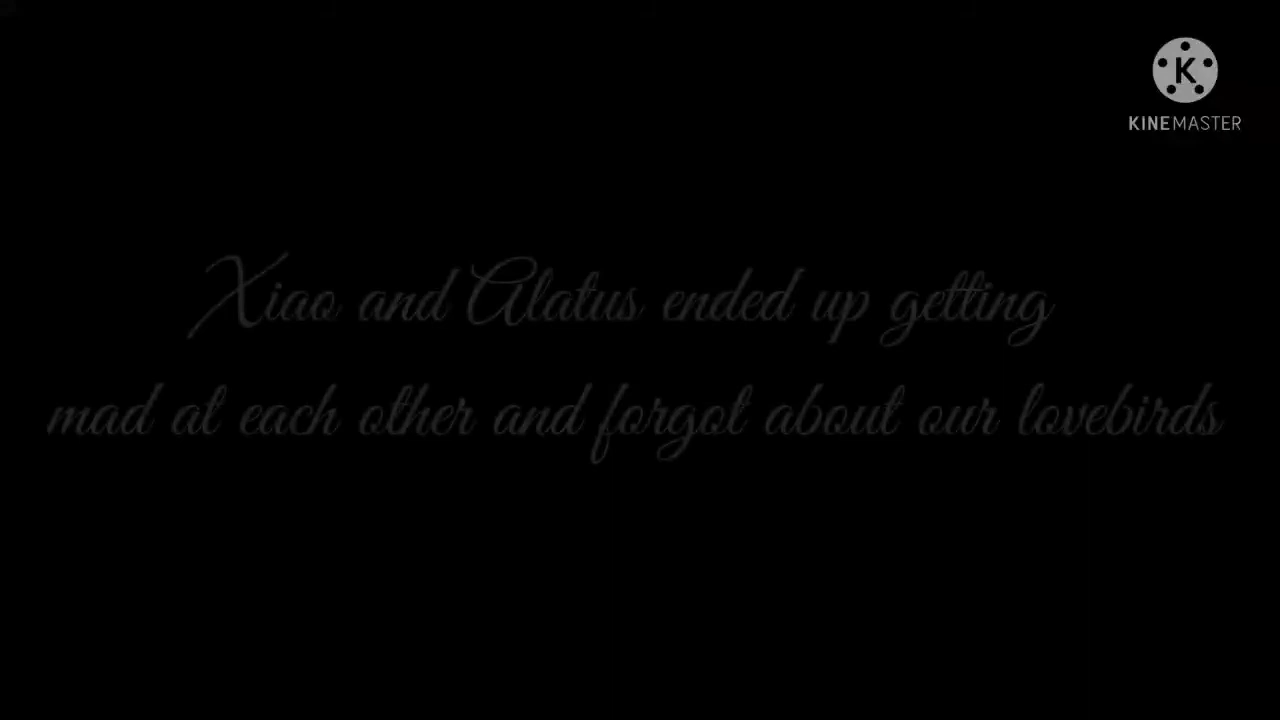 K
KINEMASTER
Xiao and Alatus ended up getting
mad at each other and forgot about our lovebirds